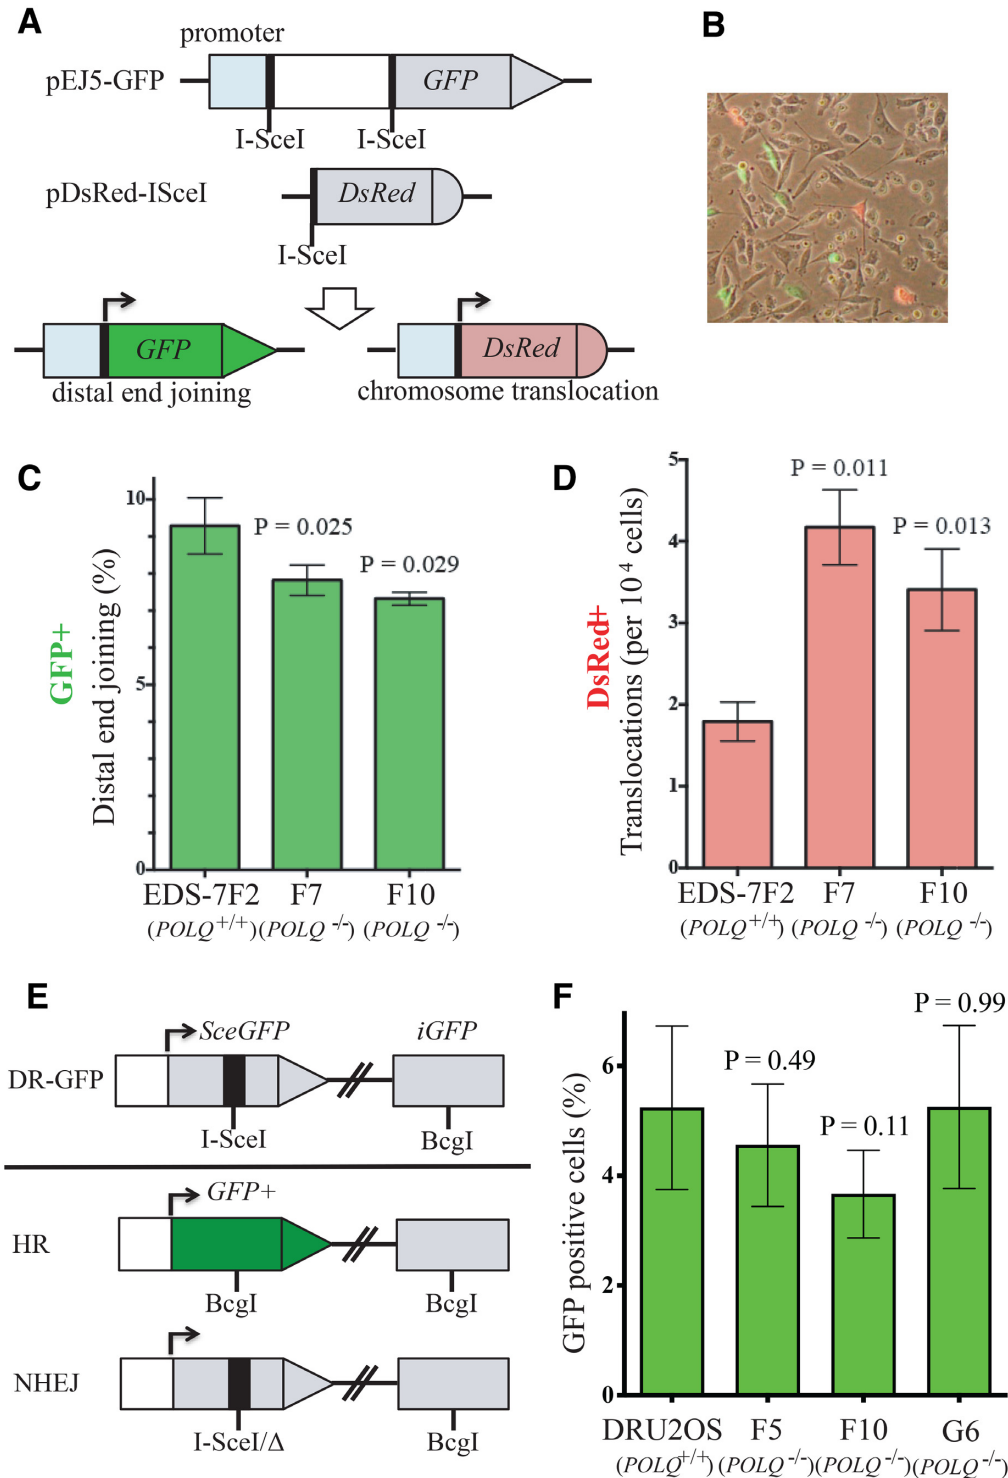 A
promoter
pEJ5-GFP
GFP
I-SceI
I-SceI
pDsRed-ISceI
DsRed
I-SceI
GFP
DsRed
distal end joining
chromosome translocation
B
C
GFP+
Distal end joining (%)
10
5
0
P = 0.025
P = 0.029
EDS-7F2
F7
F10
(POLQ +/+)
(POLQ -/-)
(POLQ -/-)
D
DsRed+
Translocations (per 10 4 cells)
5
4
3
2
1
0
P = 0.011
P = 0.013
EDS-7F2
F7
F10
(POLQ +/+)
(POLQ -/-)
(POLQ -/-)
E
SceGFP
iGFP
DR-GFP
I-SceI
BcgI
GFP+
HR
BcgI
BcgI
NHEJ
I-SceI/Δ
BcgI
F
GFP positive cells (%)
6
4
2
0
P = 0.49
P = 0.11
P = 0.99
DRU2OS
F5
F10
G6
(POLQ+/+)
(POLQ -/-)
(POLQ -/-)
(POLQ -/-)